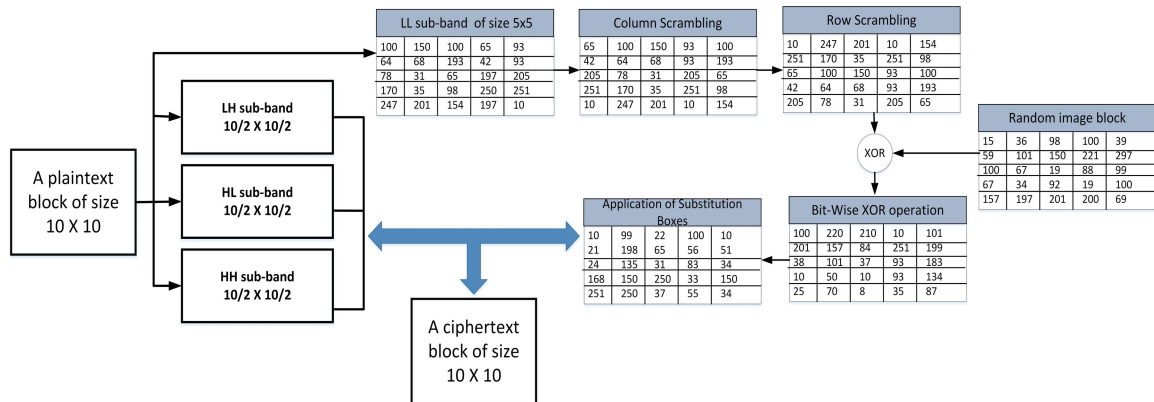 LL sub-band of size 5x5
100 150 100 65 93
64 68 193 42 93
78 31 65 197 205
170 35 98 250 251
247 201 154 197 10
Column Scrambling
65 100 150 93 100
42 64 68 93 193
205 78 31 205 65
251 170 35 251 98
10 247 201 10 154
Row Scrambling
10 247 201 10 154
251 170 35 251 98
65 100 150 93 100
42 64 68 93 193
205 78 31 205 65
Random image block
15 36 98 100 39
59 101 150 221 297
100 67 19 88 99
67 34 92 19 100
157 197 201 200 69
XOR
Bit-Wise XOR operation
100 220 210 10 101
201 157 84 251 199
38 101 37 93 183
10 50 10 93 134
25 70 8 35 87
Application of Substitution
Boxes
10 99 22 100 10
21 198 65 56 51
24 135 31 83 34
168 150 250 33 150
251 250 37 55 34
A plaintext
block of size
10 X 10
LH sub-band
10/2 X 10/2
HL sub-band
10/2 X 10/2
HH sub-band
10/2 X 10/2
A ciphertext
block of size
10 X 10